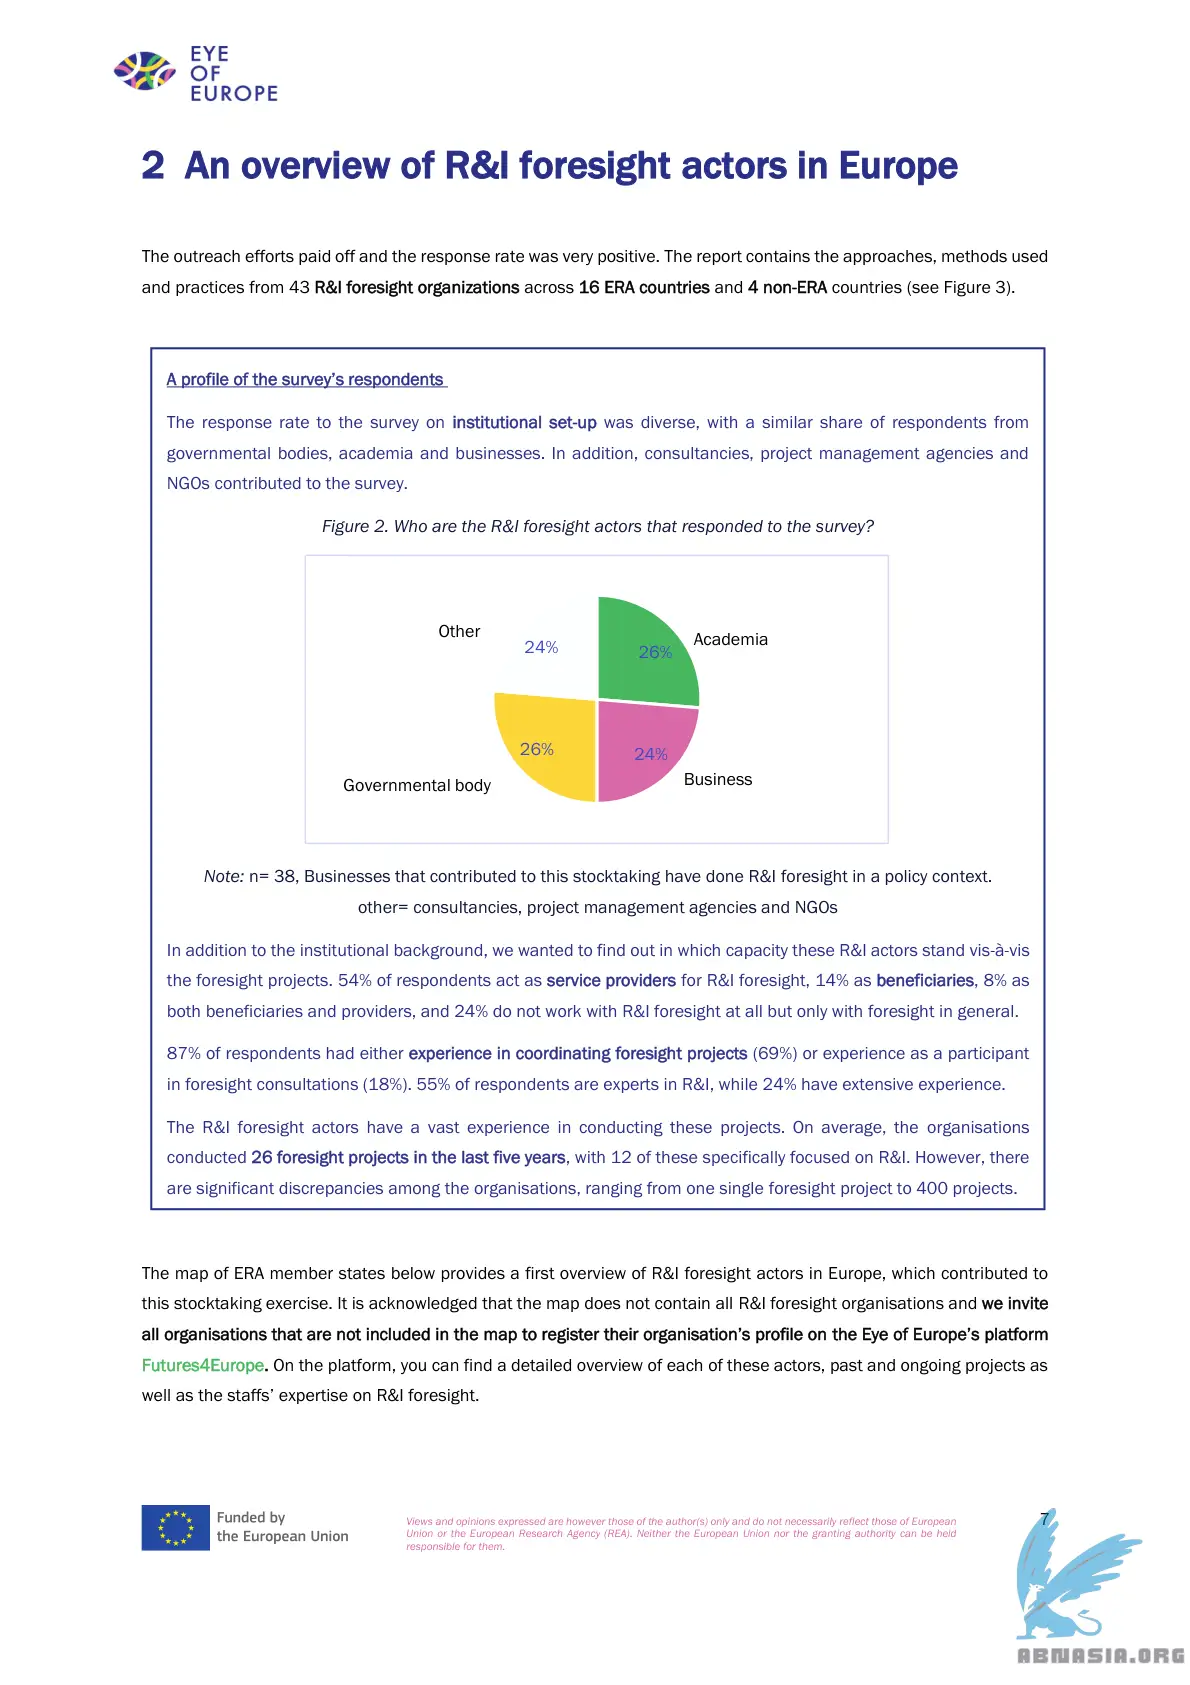 EYE
OF
EUROPE
2 An overview of R&I foresight actors in Europe
The outreach efforts paid off and the response rate was very positive. The report contains the approaches, methods used
and practices from 43 R&I foresight organizations across 16 ERA countries and 4 non-ERA countries (see Figure 3).
A profile of the survey’s respondents
The response rate to the survey on institutional set-up was diverse, with a similar share of respondents from
governmental bodies, academia and businesses. In addition, consultancies, project management agencies and
NGOs contributed to the survey.
Figure 2. Who are the R&I foresight actors that responded to the survey?
Other
24%
26%
Academia
26%
24%
Business
Governmental body
Note: n= 38, Businesses that contributed to this stocktaking have done R&I foresight in a policy context.
other= consultancies, project management agencies and NGOs
In addition to the institutional background, we wanted to find out in which capacity these R&I actors stand vis-à-vis
the foresight projects. 54% of respondents act as service providers for R&I foresight, 14% as beneficiaries, 8% as
both beneficiaries and providers, and 24% do not work with R&I foresight at all but only with foresight in general.
87% of respondents had either experience in coordinating foresight projects (69%) or experience as a participant
in foresight consultations (18%). 55% of respondents are experts in R&I, while 24% have extensive experience.
The R&I foresight actors have a vast experience in conducting these projects. On average, the organisations
conducted 26 foresight projects in the last five years, with 12 of these specifically focused on R&I. However, there
are significant discrepancies among the organisations, ranging from one single foresight project to 400 projects.
The map of ERA member states below provides a first overview of R&I foresight actors in Europe, which contributed to
this stocktaking exercise. It is acknowledged that the map does not contain all R&I foresight organisations and we invite
all organisations that are not included in the map to register their organisation’s profile on the Eye of Europe’s platform
Futures4Europe. On the platform, you can find a detailed overview of each of these actors, past and ongoing projects as
well as the staffs’ expertise on R&I foresight.
Funded by
the European Union
Views and opinions expressed are however those of the author(s) only and do not necessarily reflect those of European
Union or the European Research Agency (REA). Neither the European Union nor the granting authority can be held
responsible for them.
7
ABNASIA.ORG